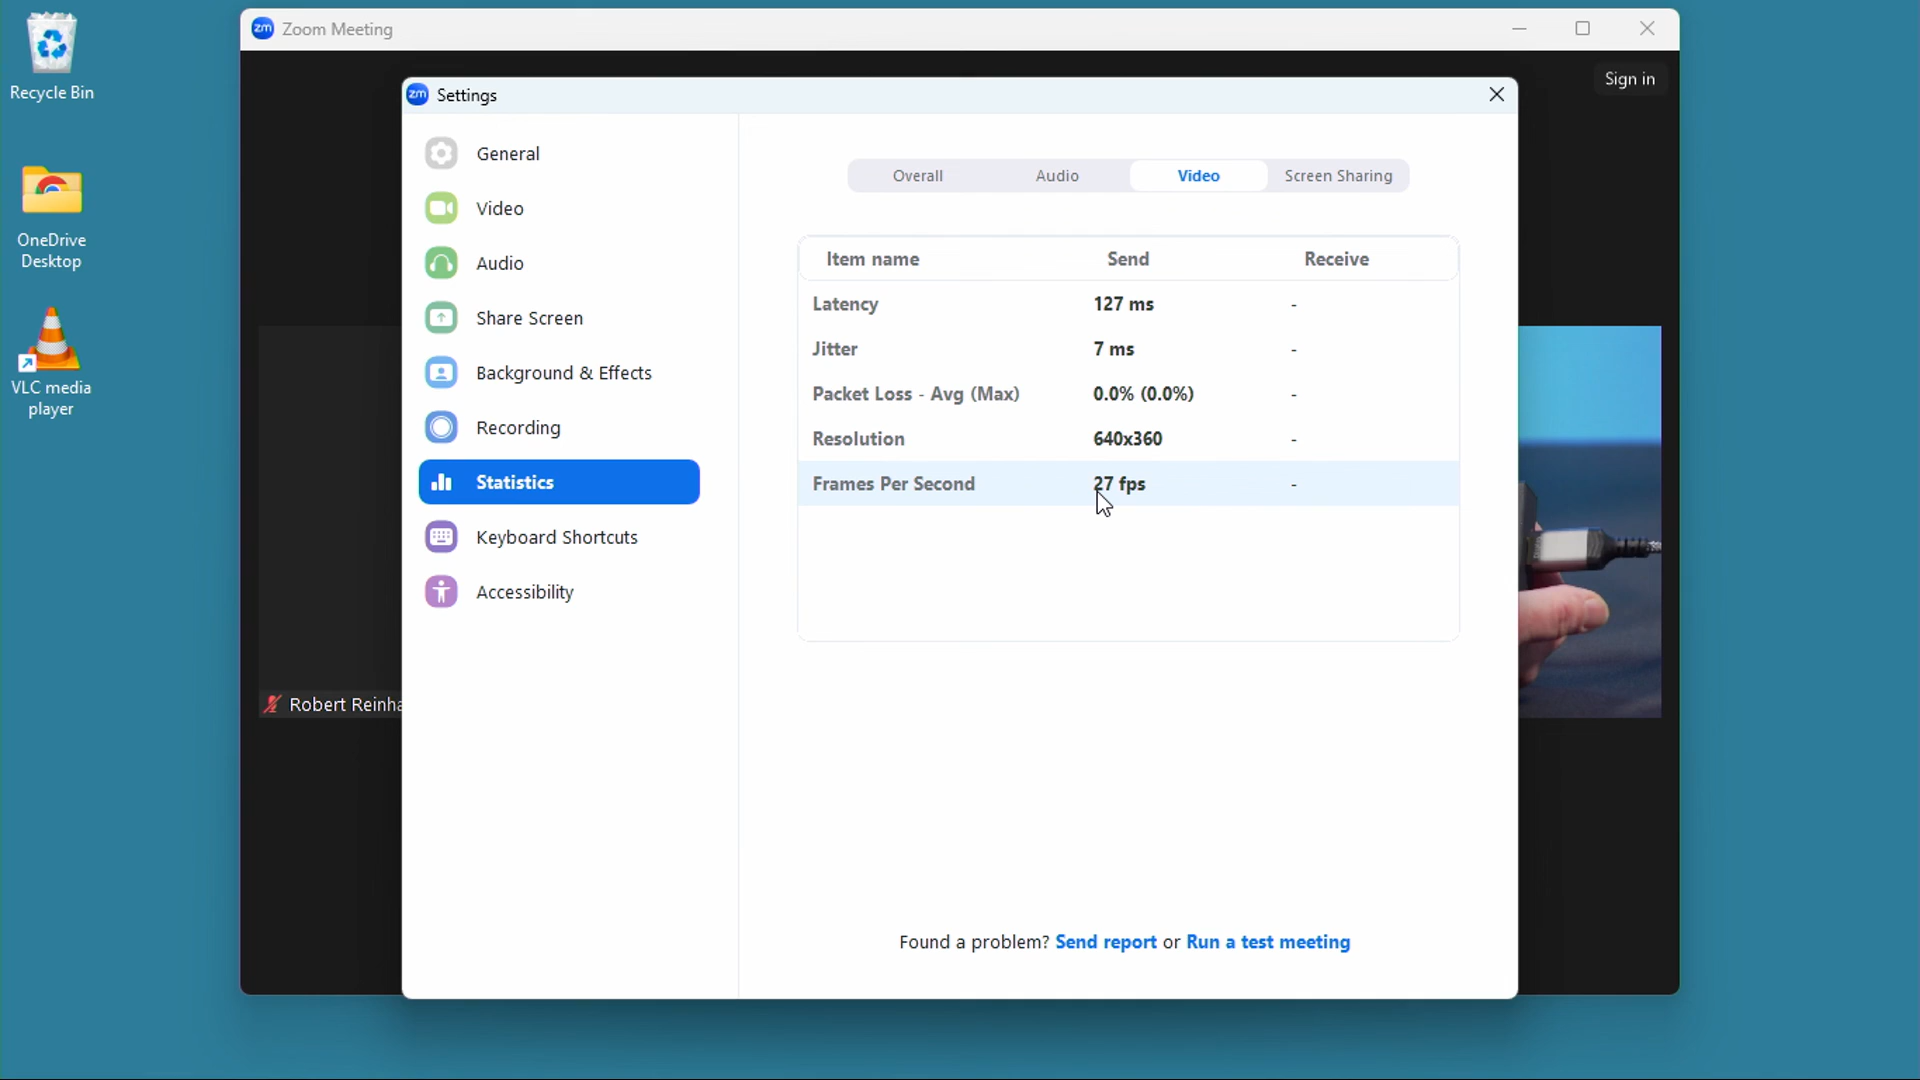 Recycle Bin
OneDrive
Desktop
VLC media
player
zm Zoom Meeting
Sign in
zm Settings
General
Video
Audio
Share Screen
Background & Effects
Recording
Statistics
Keyboard Shortcuts
Accessibility
Overall Audio Video Screen Sharing
Item name Send Receive
Latency 127 ms -
Jitter 7 ms -
Packet Loss - Avg (Max) 0.0% (0.0%) -
Resolution 640x360 -
Frames Per Second 27 fps -
Found a problem? Send report or Run a test meeting
Robert Reinha